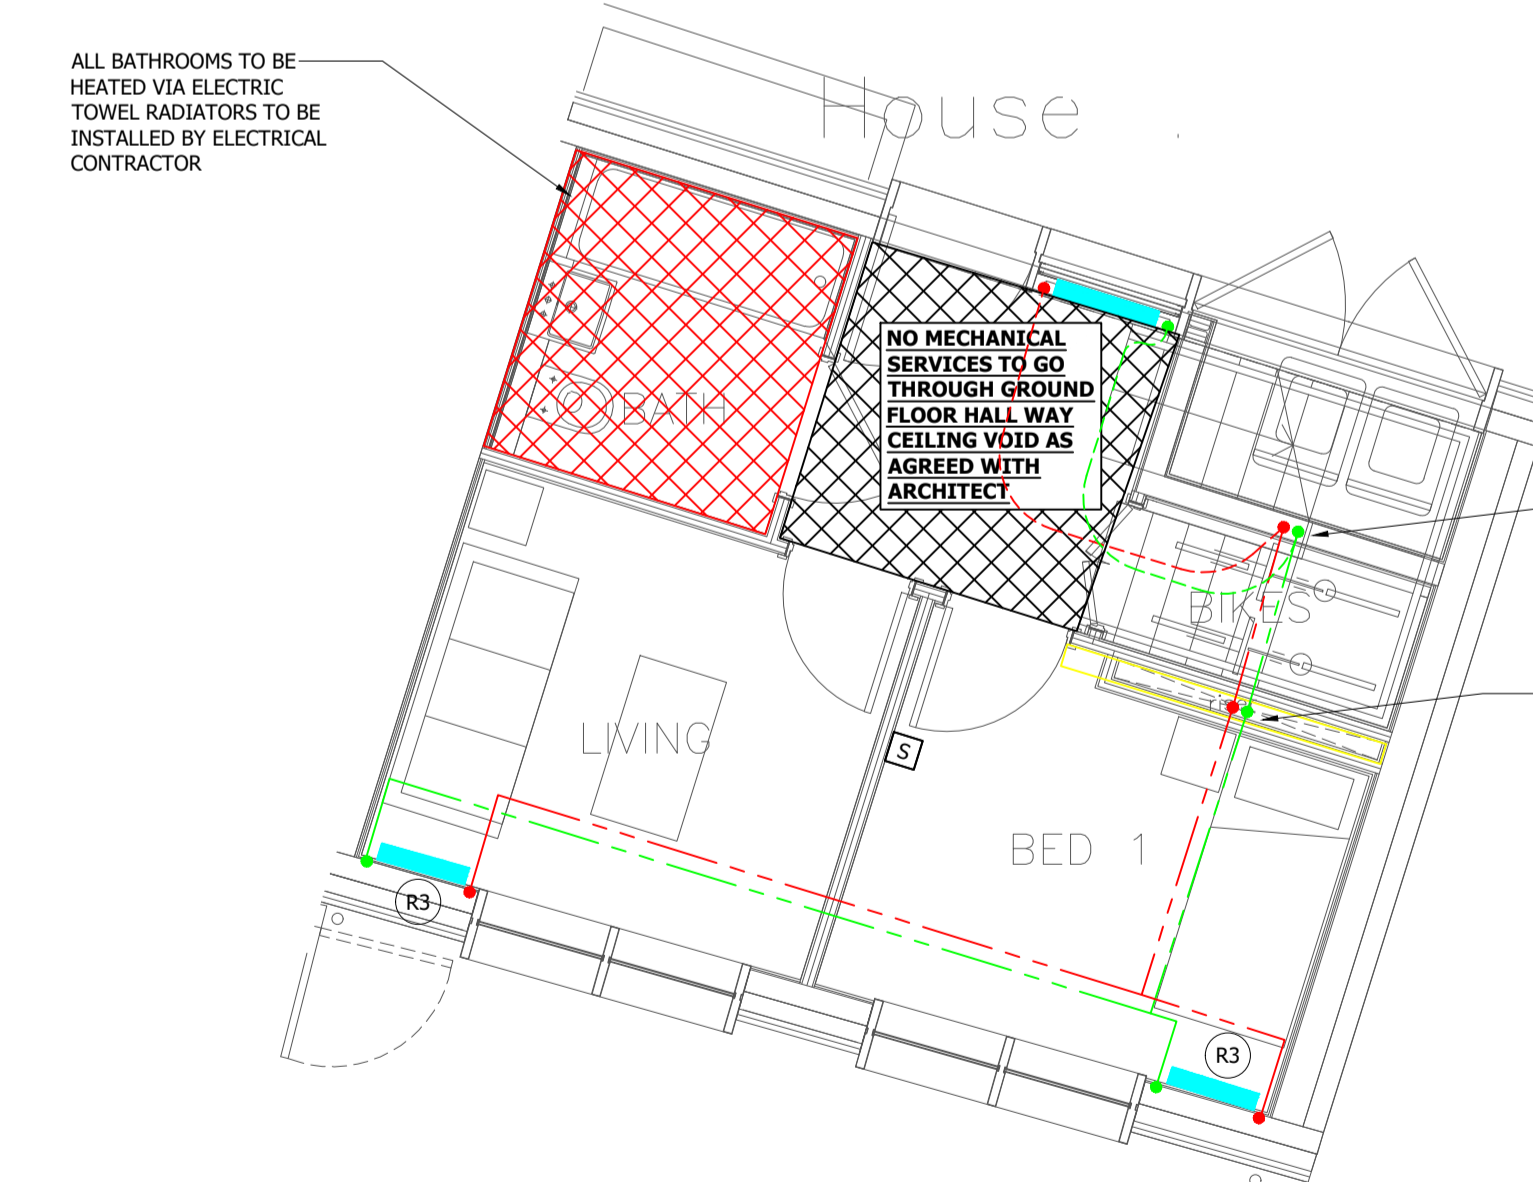 ALL BATHROOMS TO BE
HEATED VIA ELECTRIC
TOWEL RADIATORS TO BE
INSTALLED BY ELECTRICAL
CONTRACTOR
House .
NO MECHANICAL
SERVICES TO GO
THROUGH GROUND
FLOOR HALL WAY
CEILING VOID AS
AGREED WITH
ARCHITECT
BATH
BIKES
LIVING
S
BED 1
R3
R3